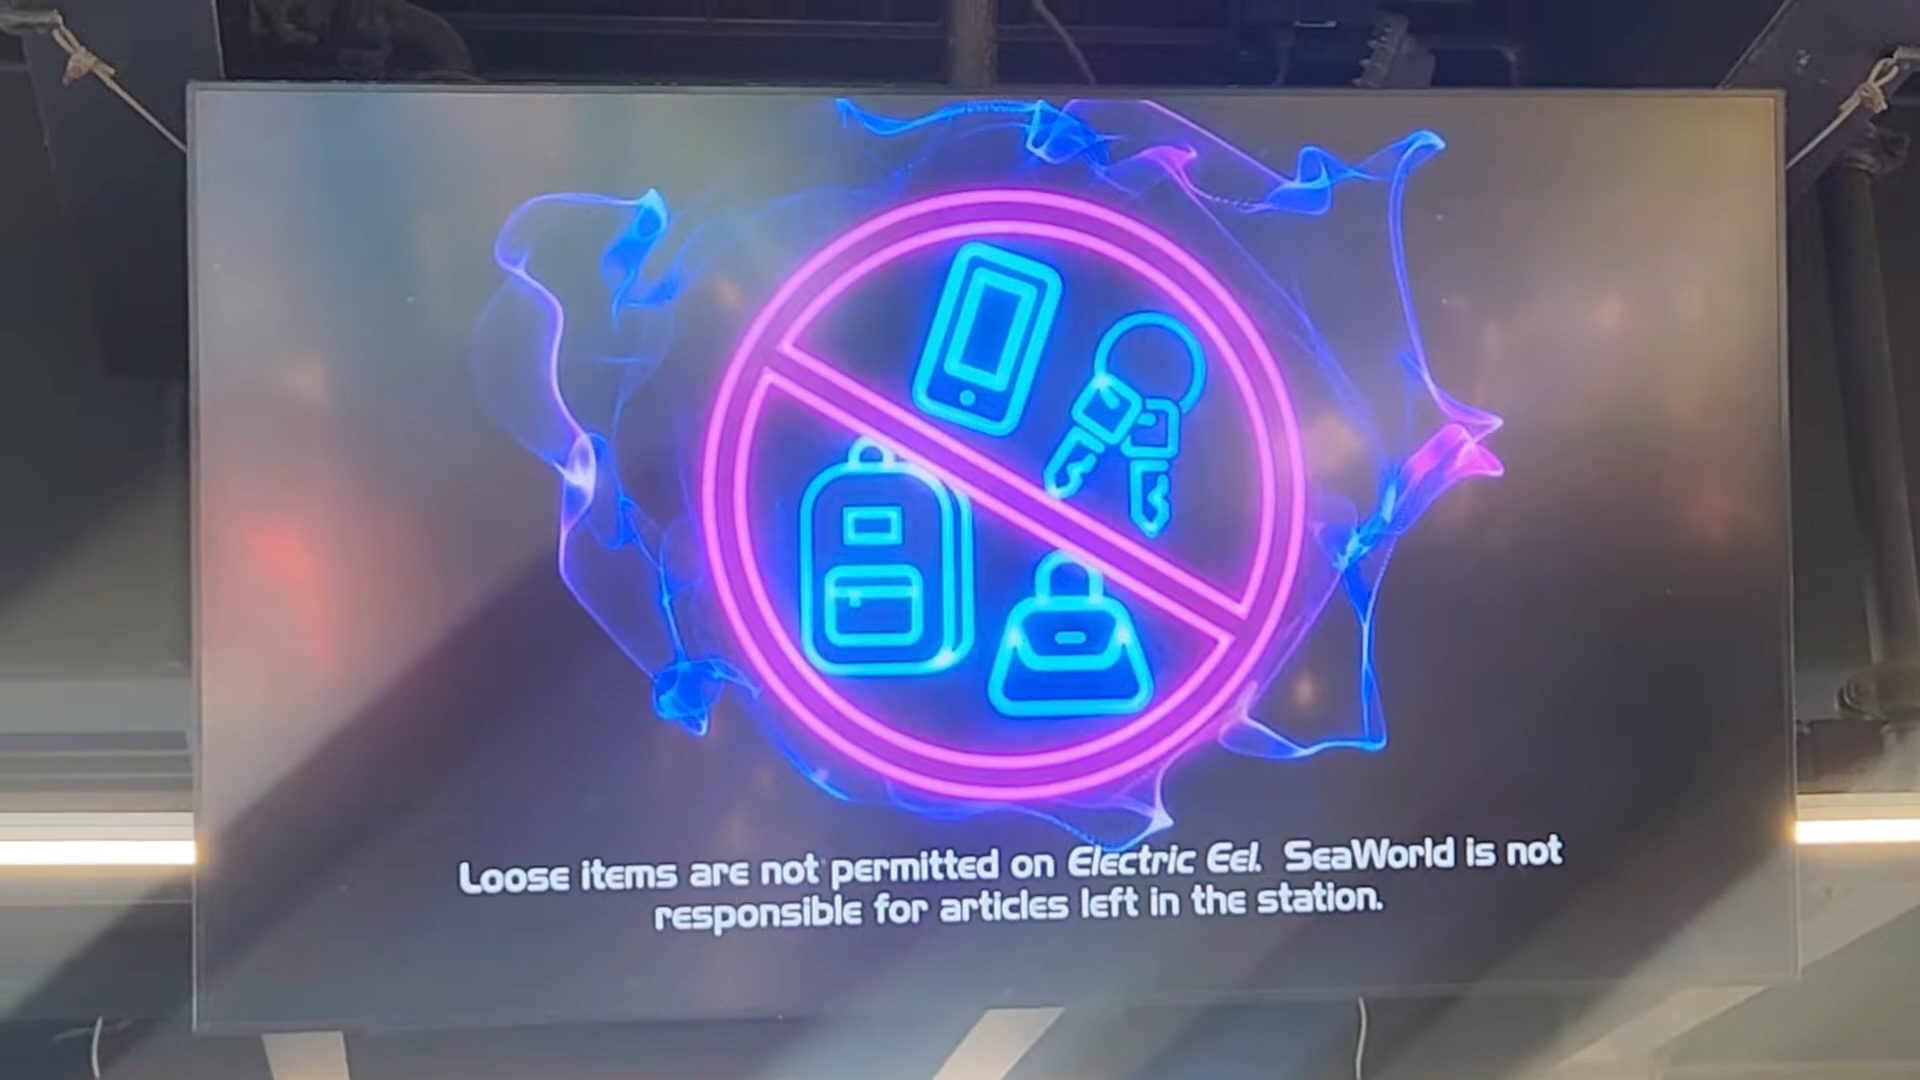 Loose items are not permitted on Electric Eel. SeaWorld is not
responsible for articles left in the station.